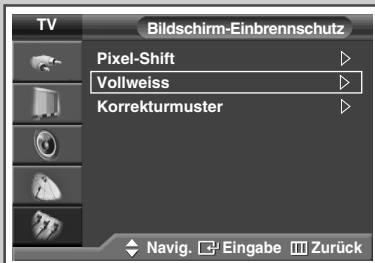 TV
Bildschirm-Einbrennschutz
Pixel-Shift
Vollweiss
Korrekturmuster
Navig. Eingabe Zurück